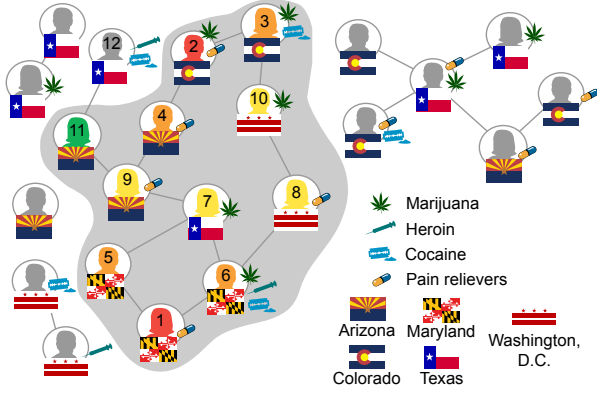 3
12
2
10
4
11
9
8
7
5
6
1
Marijuana
Heroin
Cocaine
Pain relievers
Arizona
Maryland
Washington,
D.C.
Colorado
Texas